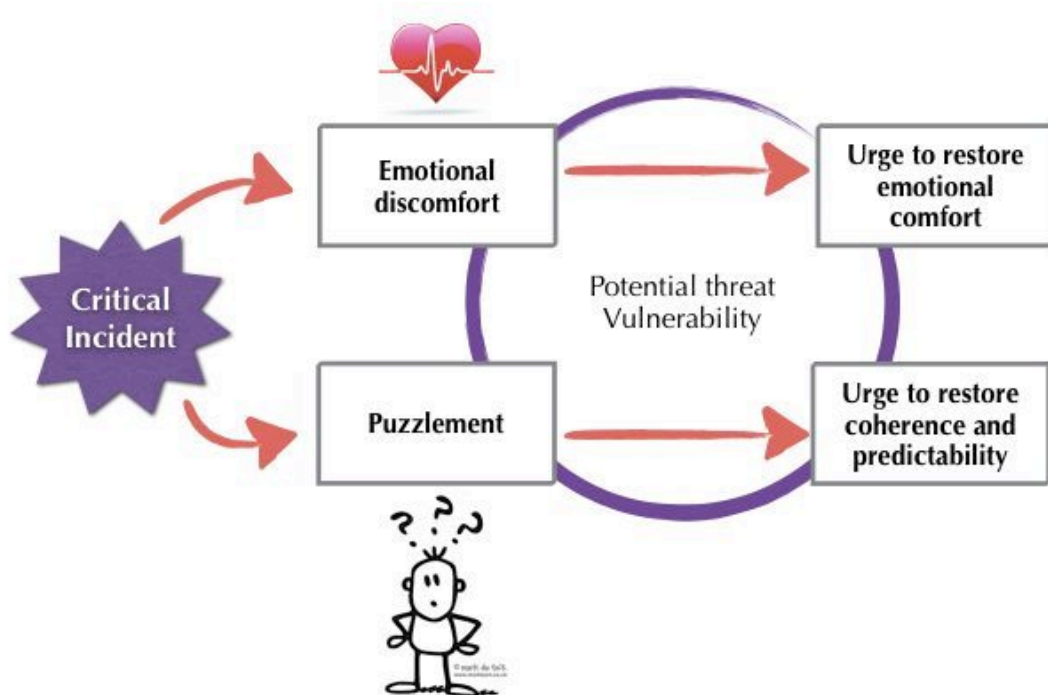 Critical
Incident
Emotional
discomfort
Urge to restore
emotional
comfort
Potential threat
Vulnerability
Puzzlement
Urge to restore
coherence and
predictability
? ? ?